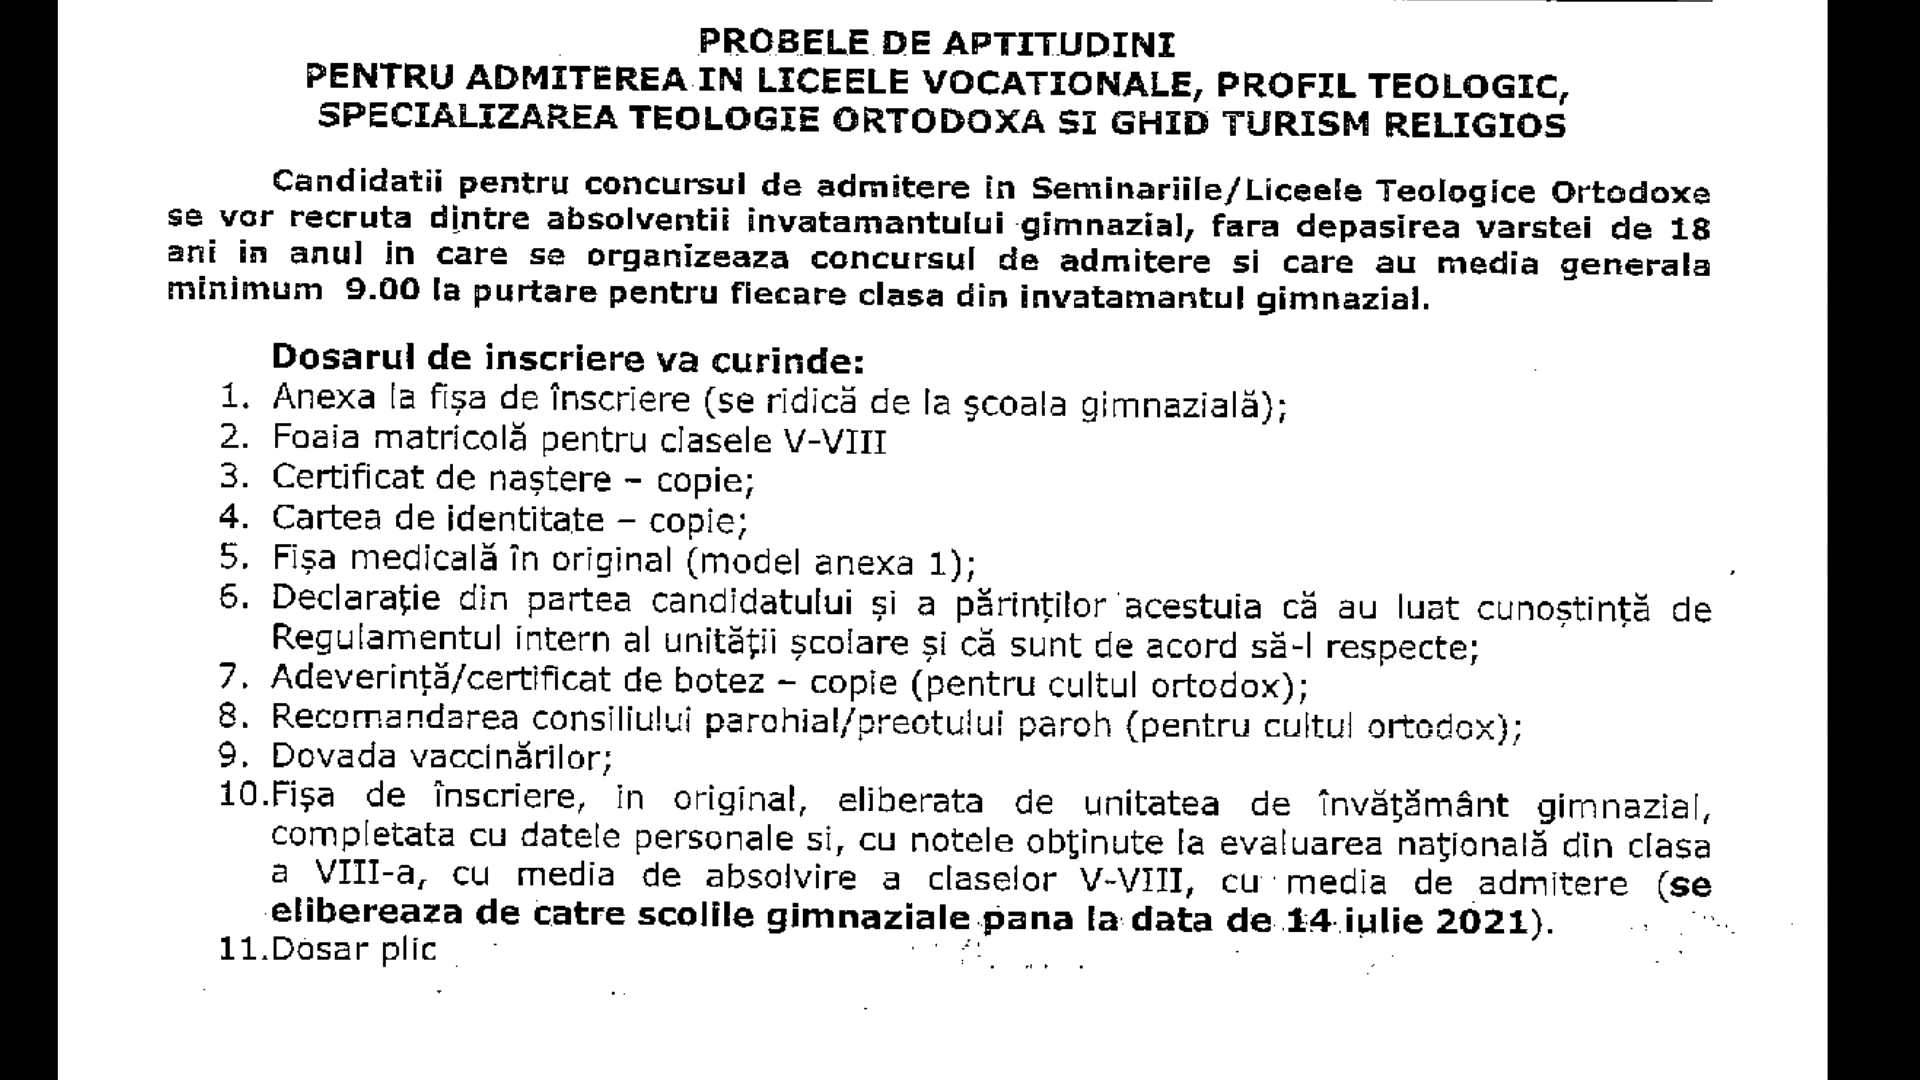 PROBELE DE APTITUDINI
PENTRU ADMITEREA IN LICEELE VOCATIONALE, PROFIL TEOLOGIC,
SPECIALIZAREA TEOLOGIE ORTODOXA SI GHID TURISM RELIGIOS
Candidatii pentru concursul de admitere in Seminariile/Liceele Teologice Ortodoxe
se vor recruta dintre absolventii invatamantului gimnazial, fara depasirea varstei de 18
ani in anul in care se organizeaza concursul de admitere si care au media generala
minimum 9.00 la purtare pentru fiecare clasa din invatamantul gimnazial.
Dosarul de inscriere va curinde:
1. Anexa la fișa de înscriere (se ridică de la școala gimnazială);
2. Foaia matricolă pentru clasele V-VIII
3. Certificat de naștere – copie;
4. Cartea de identitate – copie;
5. Fișa medicală în original (model anexa 1);
6. Declarație din partea candidatului și a părinților acestuia că au luat cunoștință de
Regulamentul intern al unității școlare și că sunt de acord să-l respecte;
7. Adeverință/certificat de botez – copie (pentru cultul ortodox);
8. Recomandarea consiliului parohial/preotului paroh (pentru cultul ortodox);
9. Dovada vaccinărilor;
10.Fișa de înscriere, in original, eliberata de unitatea de învăţământ gimnazial,
completata cu datele personale si, cu notele obţinute la evaluarea naţională din clasa
a VIII-a, cu media de absolvire a claselor V-VIII, cu media de admitere (se
elibereaza de catre scolile gimnaziale pana la data de 14 iulie 2021).
11.Dosar plic